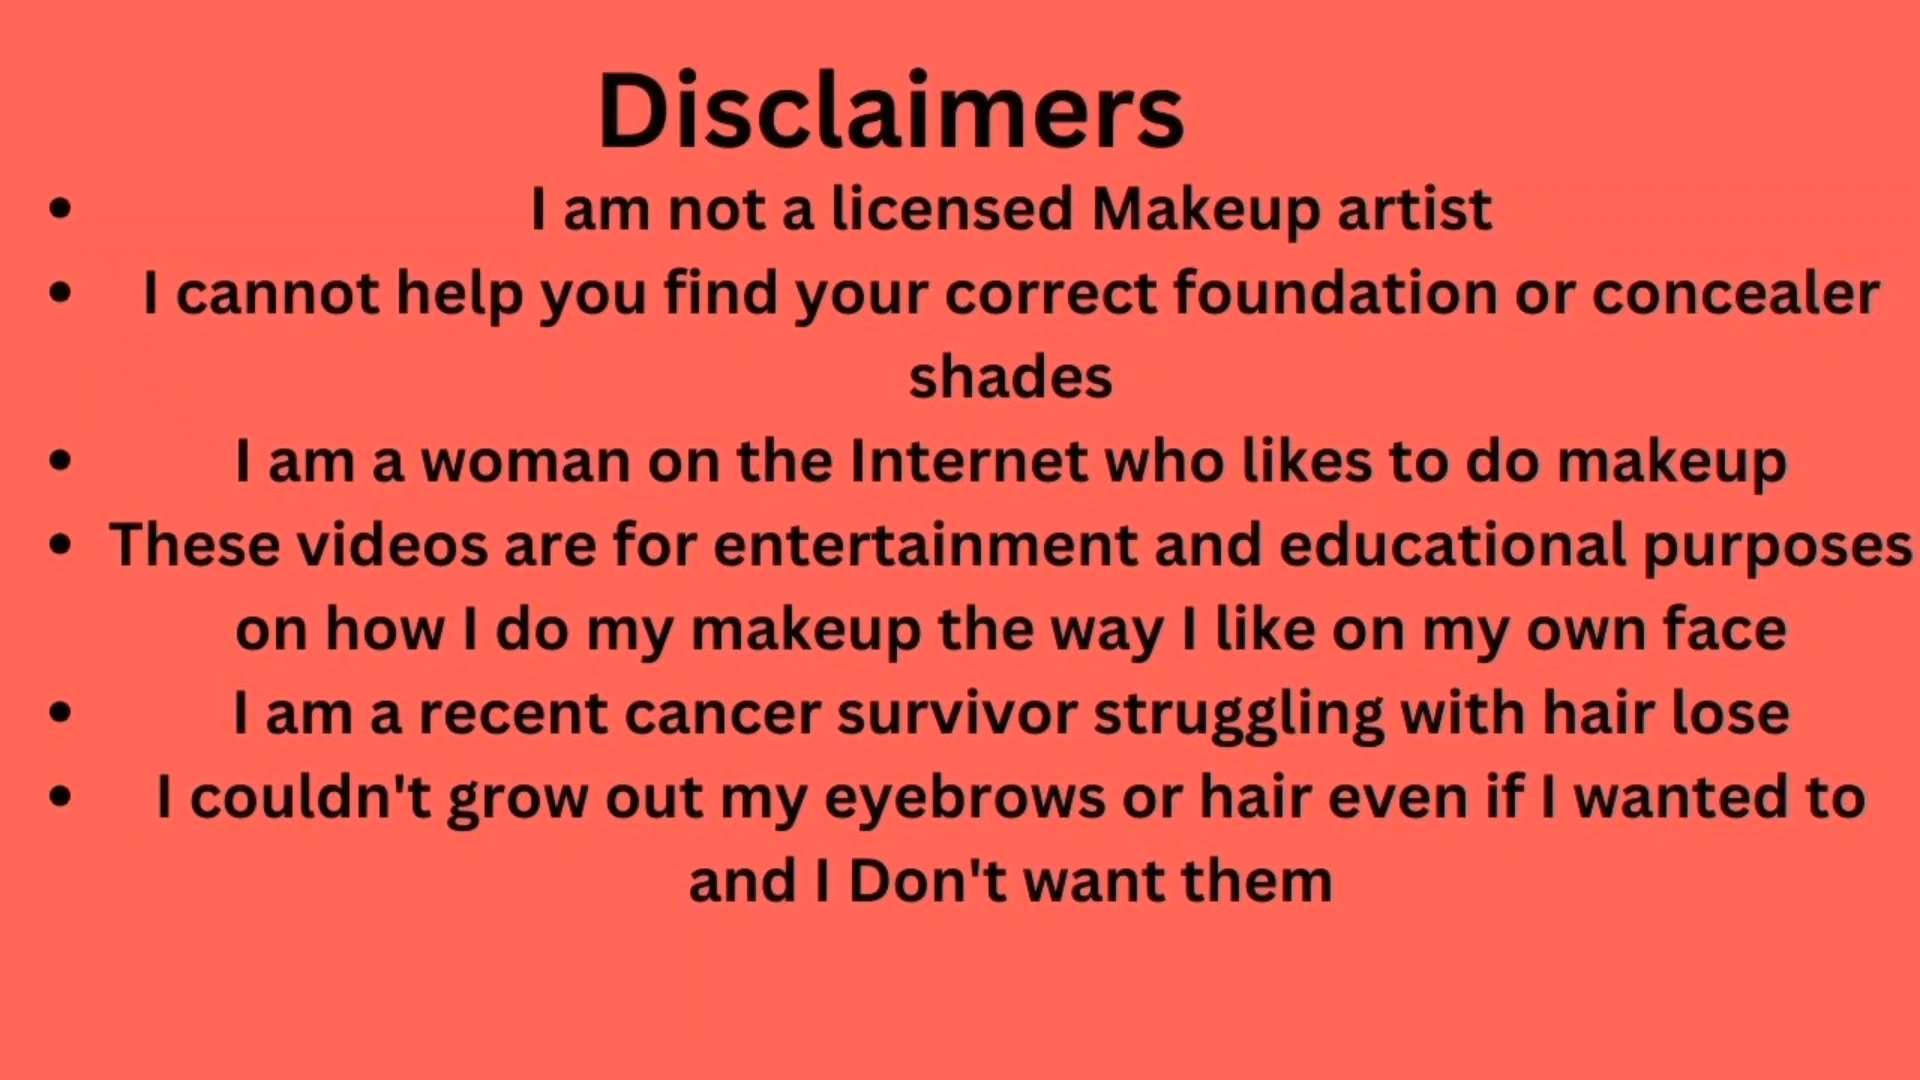 Disclaimers
• I am not a licensed Makeup artist
• I cannot help you find your correct foundation or concealer
shades
• I am a woman on the Internet who likes to do makeup
• These videos are for entertainment and educational purposes
on how I do my makeup the way I like on my own face
• I am a recent cancer survivor struggling with hair lose
• I couldn't grow out my eyebrows or hair even if I wanted to
and I Don't want them